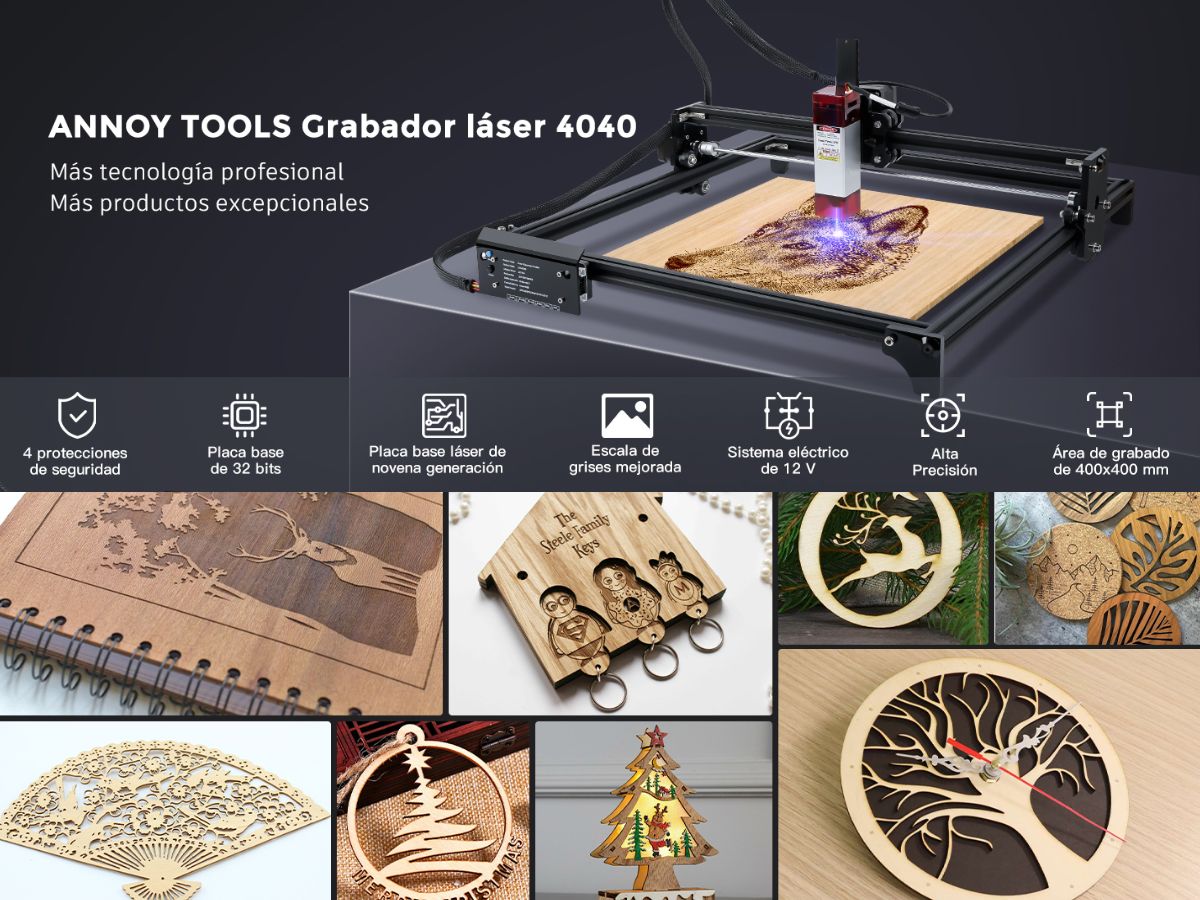 ANNOY TOOLS Grabador láser 4040
Más tecnología profesional
Más productos excepcionales
4 protecciones
de seguridad
Placa base
de 32 bits
Placa base láser de
novena generación
Escala de
grises mejorada
Sistema eléctrico
de 12 V
Alta
Precisión
Área de grabado
de 400x400 mm
The
Steele Family
Keys
M